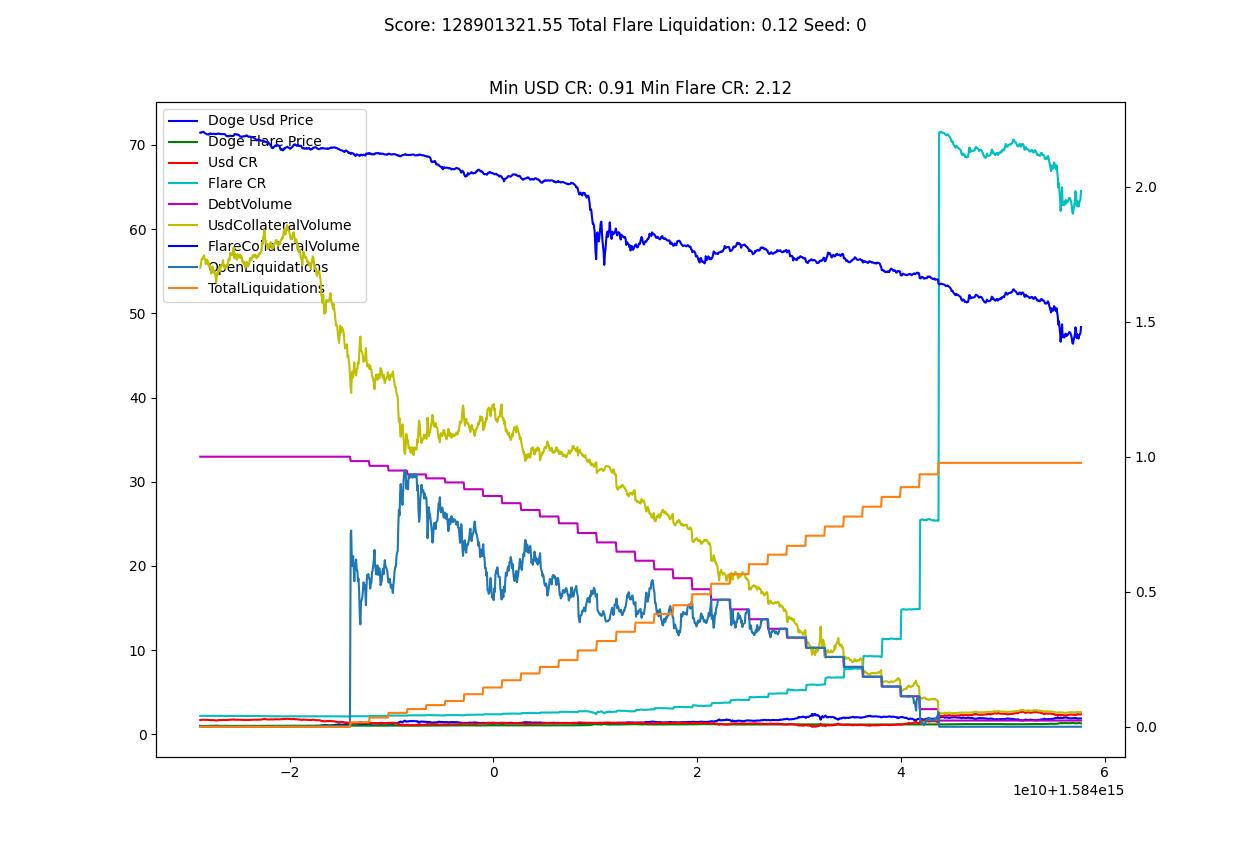 Score: 128901321.55 Total Flare Liquidation: 0.12 Seed: 0
Min USD CR: 0.91 Min Flare CR: 2.12
Doge Usd Price
Doge Flare Price
Usd CR
Flare CR
DebtVolume
UsdCollateralVolume
FlareCollateralVolume
OpenLiquidations
TotalLiquidations
70
60
50
40
30
20
10
0
2.0
1.5
1.0
0.5
0.0
−2
0
2
4
6
1e10+1.584e15